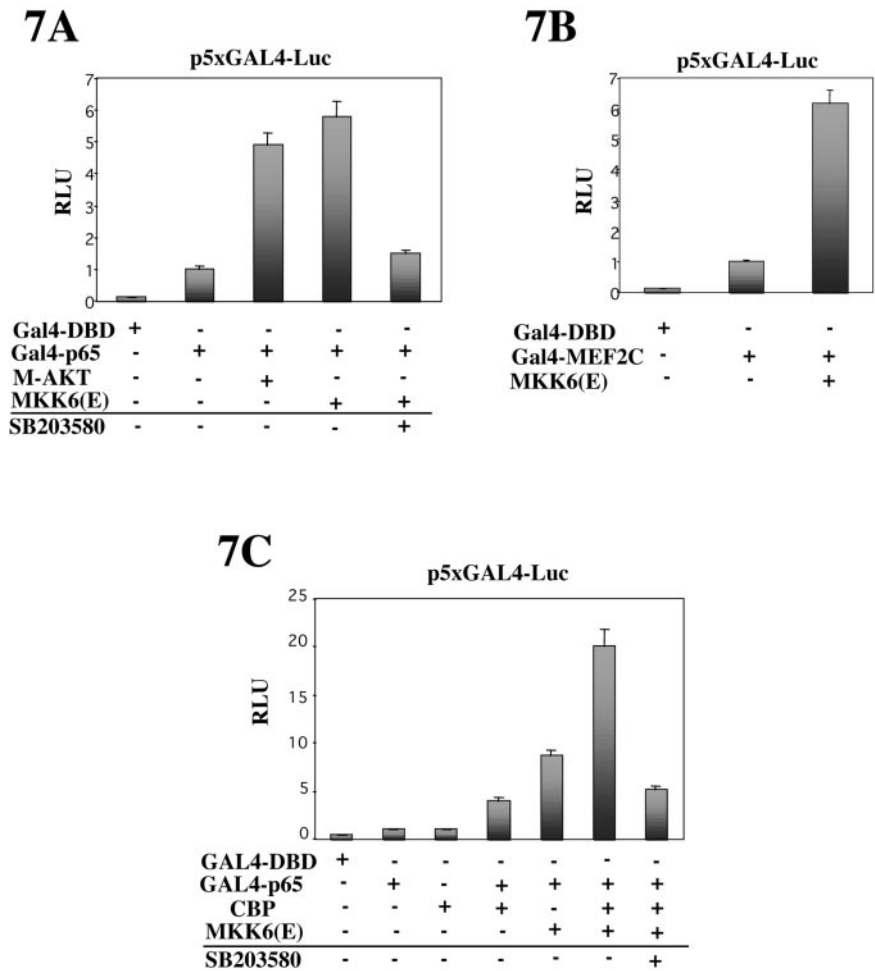 7A
p5xGAL4-Luc
7
6
5
4
3
2
1
0
RLU
Gal4-DBD + - - - -
Gal4-p65 - + + + +
M-AKT - - + - -
MKK6(E) - - - + +
SB203580 - - - - +
7B
p5xGAL4-Luc
7
6
5
4
3
2
1
0
RLU
Gal4-DBD + - -
Gal4-MEF2C - + +
MKK6(E) - - +
7C
p5xGAL4-Luc
25
20
15
10
5
0
RLU
GAL4-DBD + - - - - - -
GAL4-p65 - + - + + + +
CBP - - + + - + +
MKK6(E) - - - - + + +
SB203580 - - - - - - +